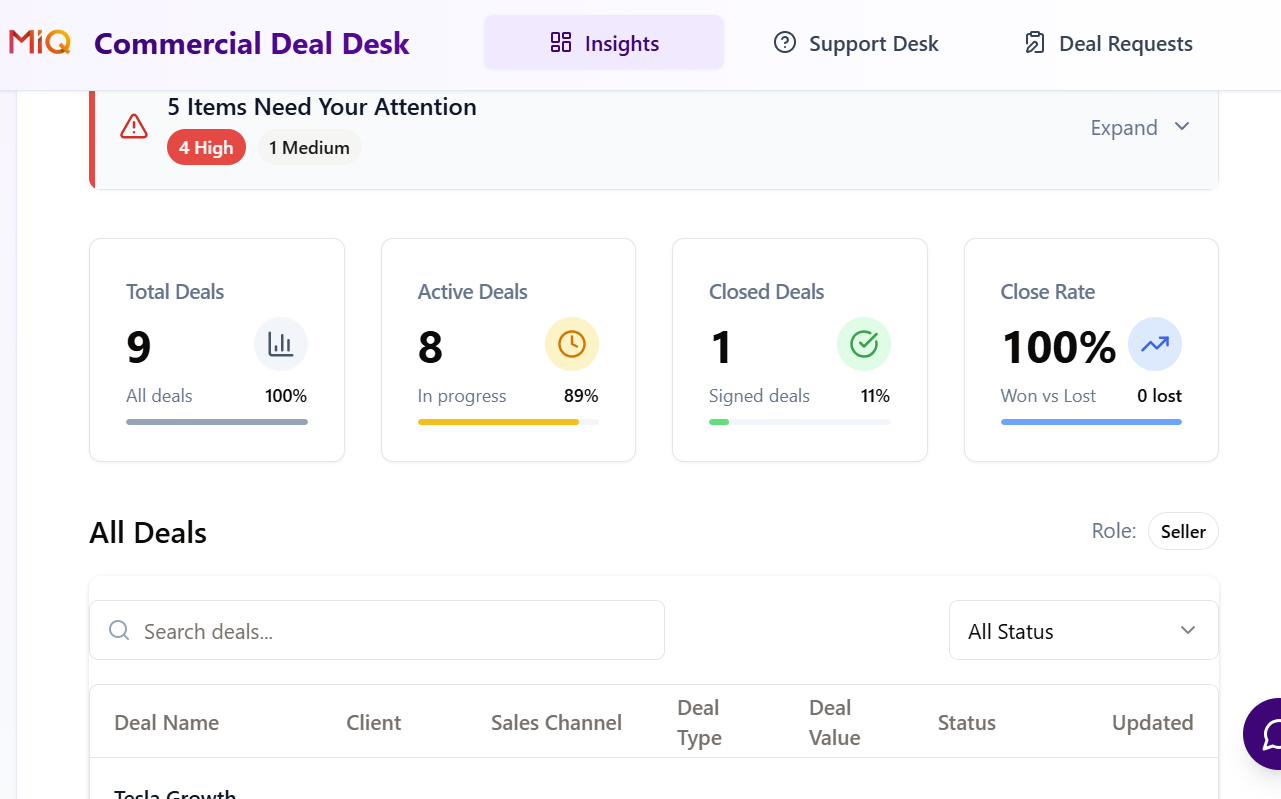 MiQ Commercial Deal Desk
Insights
Support Desk
Deal Requests
5 Items Need Your Attention
4 High
1 Medium
Expand
Total Deals
9
All deals 100%
Active Deals
8
In progress 89%
Closed Deals
1
Signed deals 11%
Close Rate
100%
Won vs Lost 0 lost
All Deals
Role: Seller
Search deals...
All Status
Deal Name
Client
Sales Channel
Deal Type
Deal Value
Status
Updated
Tesla Growth